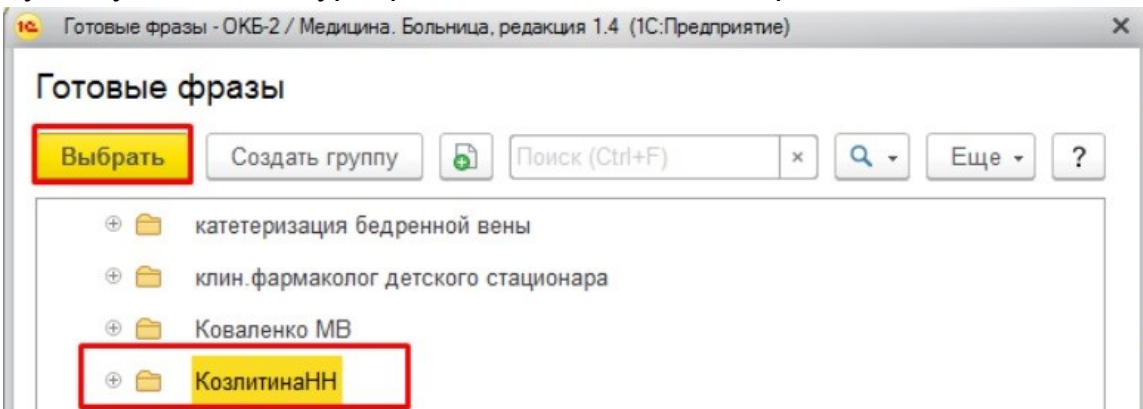 1С Готовые фразы - ОКБ-2 / Медицина. Больница, редакция 1.4 (1С:Предприятие) ×
Готовые фразы
Выбрать Создать группу Поиск (Ctrl+F) × Еще ?
катетеризация бедренной вены
клин.фармаколог детского стационара
Коваленко МВ
КозлитинаНН